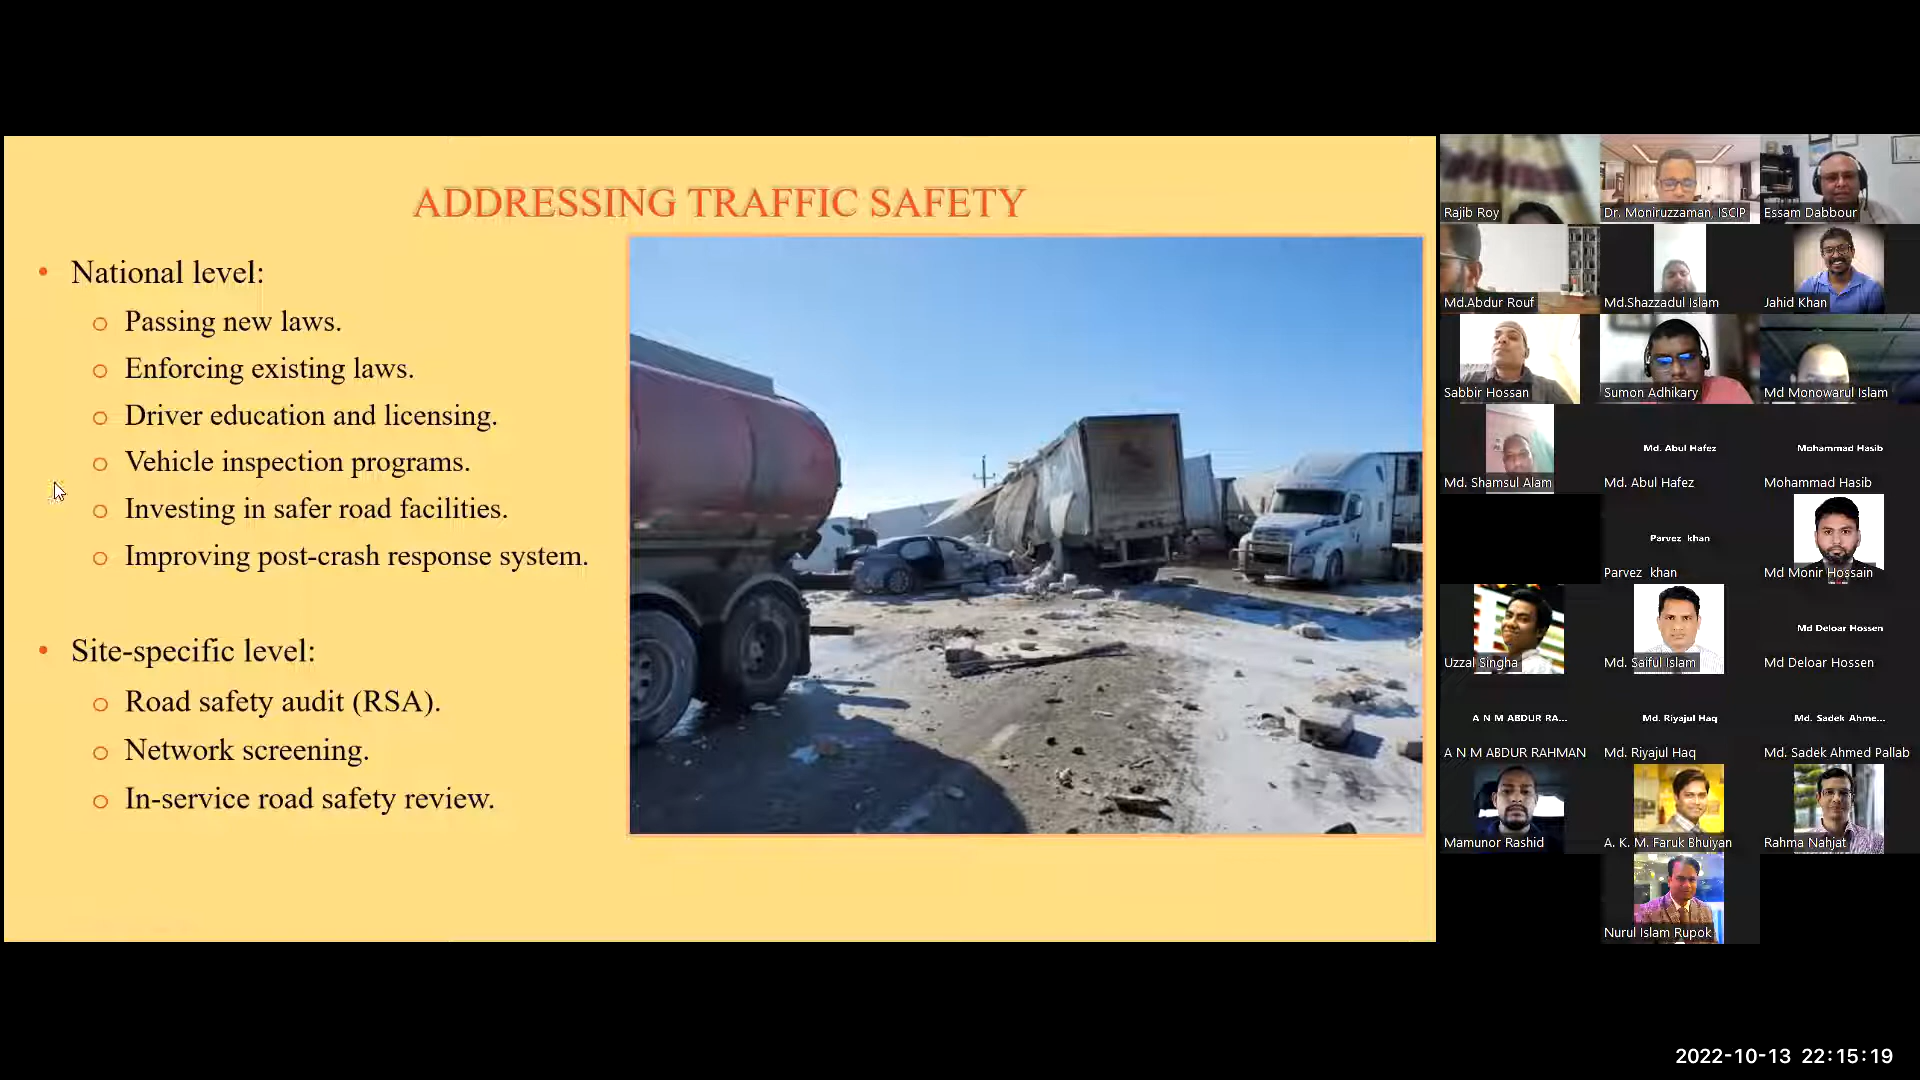 ADDRESSING TRAFFIC SAFETY
• National level:
o Passing new laws.
o Enforcing existing laws.
o Driver education and licensing.
o Vehicle inspection programs.
o Investing in safer road facilities.
o Improving post-crash response system.
• Site-specific level:
o Road safety audit (RSA).
o Network screening.
o In-service road safety review.
Rajib Roy
Dr. Moniruzzaman, ISCIP
Essam Dabbour
Md.Abdur Rouf
Md.Shazzadul Islam
Jahid Khan
Sabbir Hossan
Sumon Adhikary
Md Monowarul Islam
Md. Shamsul Alam
Md. Abul Hafez
Md. Abul Hafez
Mohammad Hasib
Mohammad Hasib
Parvez khan
Parvez khan
Md Monir Hossain
Uzzal Singha
Md. Saiful Islam
Md Deloar Hossen
Md Deloar Hossen
A N M ABDUR RA...
A N M ABDUR RAHMAN
Md. Riyajul Haq
Md. Riyajul Haq
Md. Sadek Ahme...
Md. Sadek Ahmed Pallab
Mamunor Rashid
A. K. M. Faruk Bhuiyan
Rahma Nahjat
Nurul Islam Rupok
2022-10-13 22:15:19